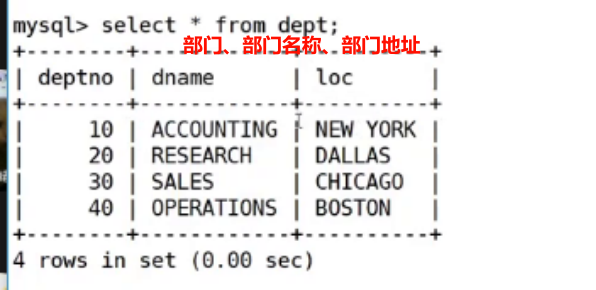 mysql> select * from dept;
部门、部门名称、部门地址
+--------+------------+----------+
| deptno | dname      | loc      |
+--------+------------+----------+
|     10 | ACCOUNTING | NEW YORK |
|     20 | RESEARCH   | DALLAS   |
|     30 | SALES      | CHICAGO  |
|     40 | OPERATIONS | BOSTON   |
+--------+------------+----------+
4 rows in set (0.00 sec)